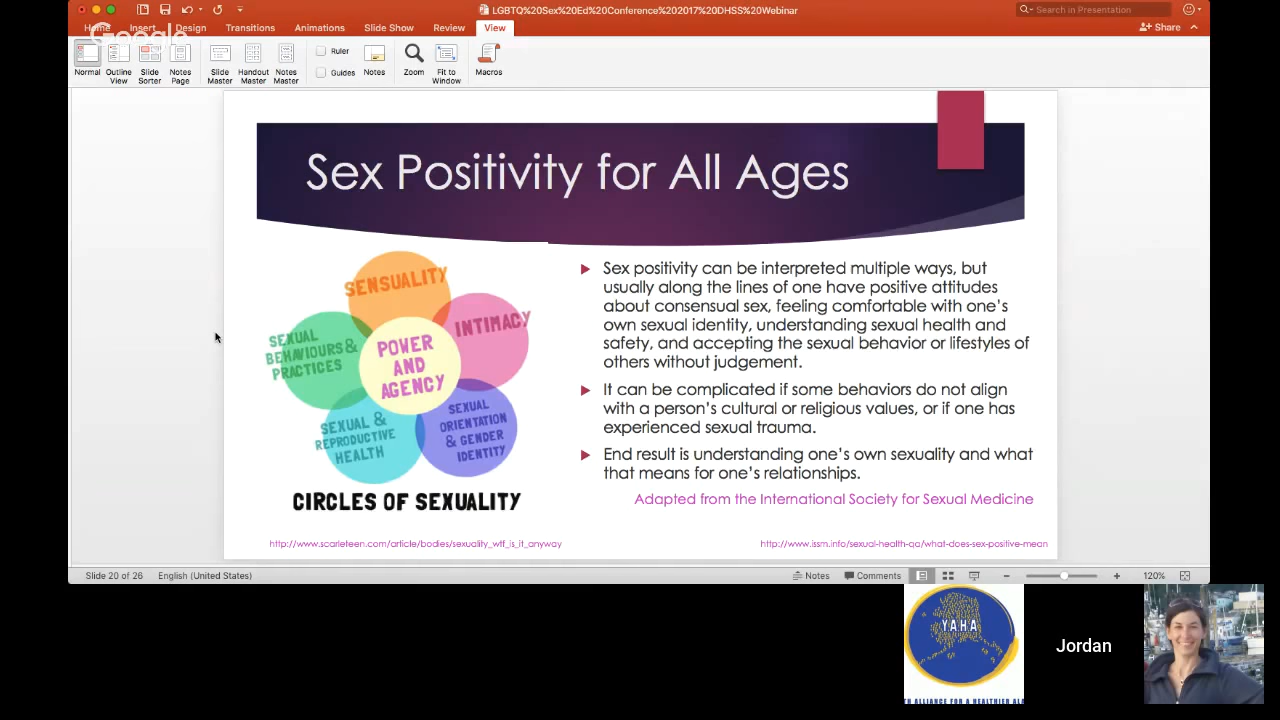 LGBTQ%20Sex%20Ed%20Conference%202017%20DHSS%20Webinar
Search in Presentation
Home Insert Design Transitions Animations Slide Show Review View
Share
Google
Ruler
Guides
Normal
Outline View
Slide Sorter
Notes Page
Slide Master
Handout Master
Notes Master
Notes
Zoom
Fit to Window
Macros
Sex Positivity for All Ages
SENSUALITY
INTIMACY
SEXUAL
BEHAVIOURS &
PRACTICES
POWER
AND
AGENCY
SEXUAL &
REPRODUCTIVE
HEALTH
SEXUAL
ORIENTATION
& GENDER
IDENTITY
CIRCLES OF SEXUALITY
Sex positivity can be interpreted multiple ways, but
usually along the lines of one have positive attitudes
about consensual sex, feeling comfortable with one's
own sexual identity, understanding sexual health and
safety, and accepting the sexual behavior or lifestyles of
others without judgement.
It can be complicated if some behaviors do not align
with a person's cultural or religious values, or if one has
experienced sexual trauma.
End result is understanding one's own sexuality and what
that means for one's relationships.
Adapted from the International Society for Sexual Medicine
http://www.scarleteen.com/article/bodies/sexuality_wtf_is_it_anyway
http://www.issm.info/sexual-health-qa/what-does-sex-positive-mean
Slide 20 of 26 English (United States)
Notes Comments 120%
YAHA
ALLIANCE FOR A HEALTHIER
Jordan